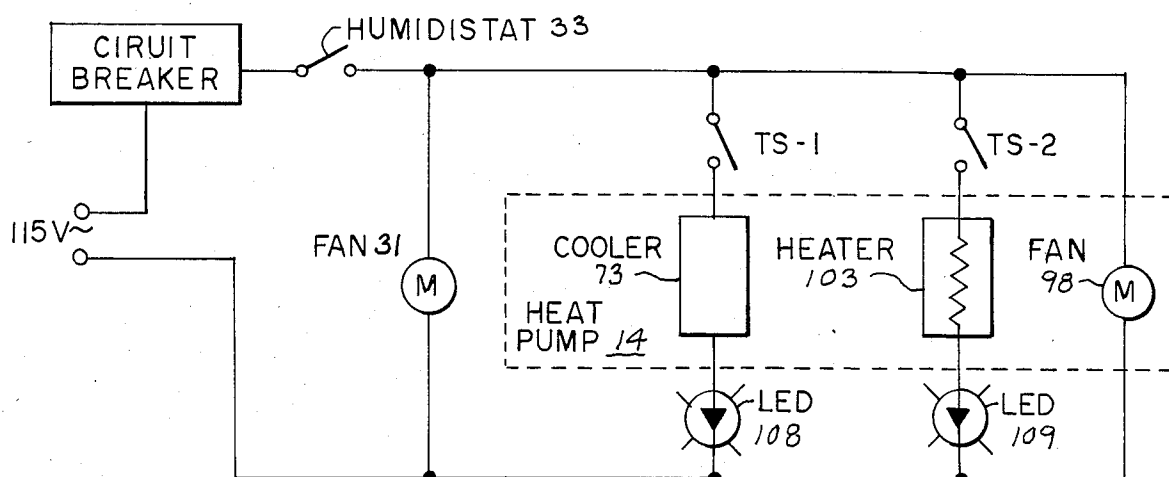 CIRUIT
BREAKER
HUMIDISTAT 33
TS-1
TS-2
115V~
FAN 31
M
COOLER
73
HEATER
103
FAN
98
M
HEAT
PUMP 14
LED
108
LED
109